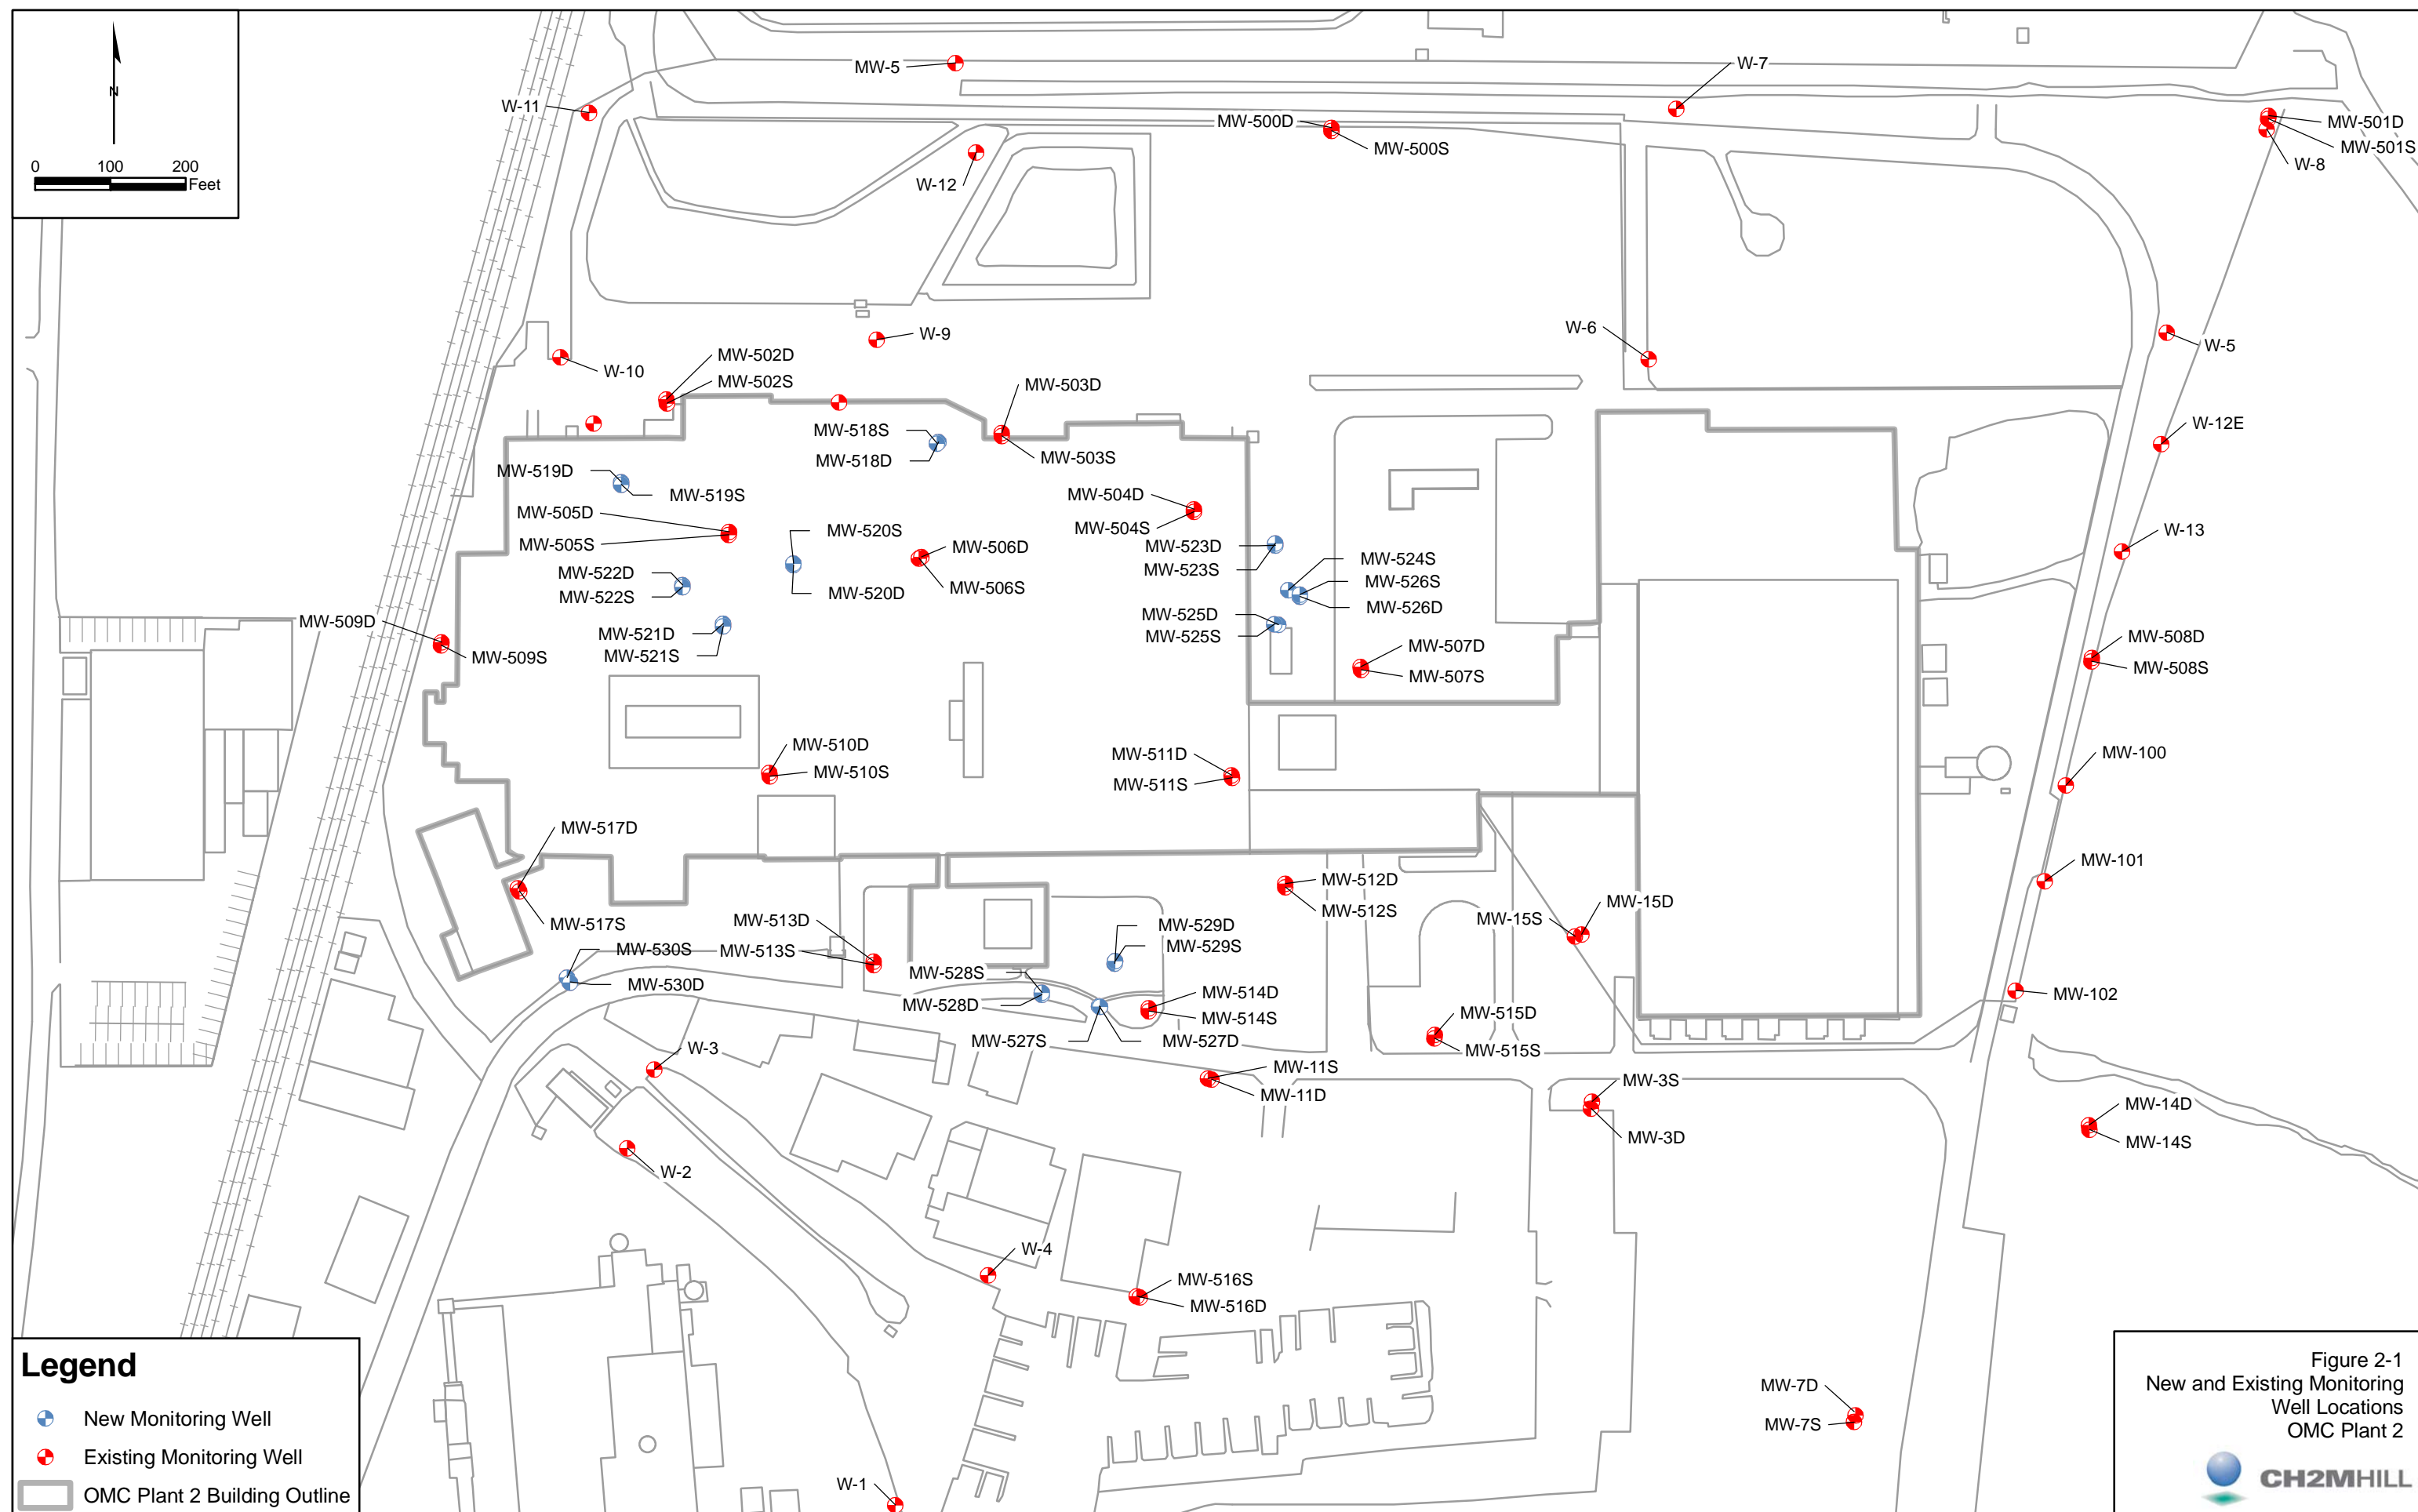 MW-5
W-7
N
W-11
MW-500D
MW-501D
MW-500S
MW-501S
W-8
0 100 200
Feet
W-12
W-6
W-9
W-5
MW-502D
W-10
MW-502S
MW-503D
W-12E
MW-518S
MW-503S
MW-518D
MW-519D
MW-519S
MW-504D
MW-505D
MW-504S
MW-520S
W-13
MW-505S
MW-506D
MW-523D
MW-524S
MW-522D
MW-523S
MW-526S
MW-522S
MW-520D
MW-506S
MW-526D
MW-509D
MW-521D
MW-525D
MW-525S
MW-508D
MW-521S
MW-507D
MW-509S
MW-508S
MW-507S
MW-510D
MW-511D
MW-100
MW-510S
MW-511S
MW-517D
MW-101
MW-512D
MW-15D
MW-512S
MW-517S
MW-513D
MW-529D
MW-15S
MW-530S
MW-513S
MW-529S
MW-528S
MW-530D
MW-514D
MW-102
MW-528D
MW-514S
MW-515D
MW-527S
MW-527D
MW-515S
W-3
MW-11S
MW-3S
MW-11D
MW-14D
MW-3D
MW-14S
W-2
W-4
MW-516S
MW-516D
Legend
New Monitoring Well
Existing Monitoring Well
OMC Plant 2 Building Outline
W-1
MW-7D
MW-7S
Figure 2-1
New and Existing Monitoring
Well Locations
OMC Plant 2
CH2MHILL